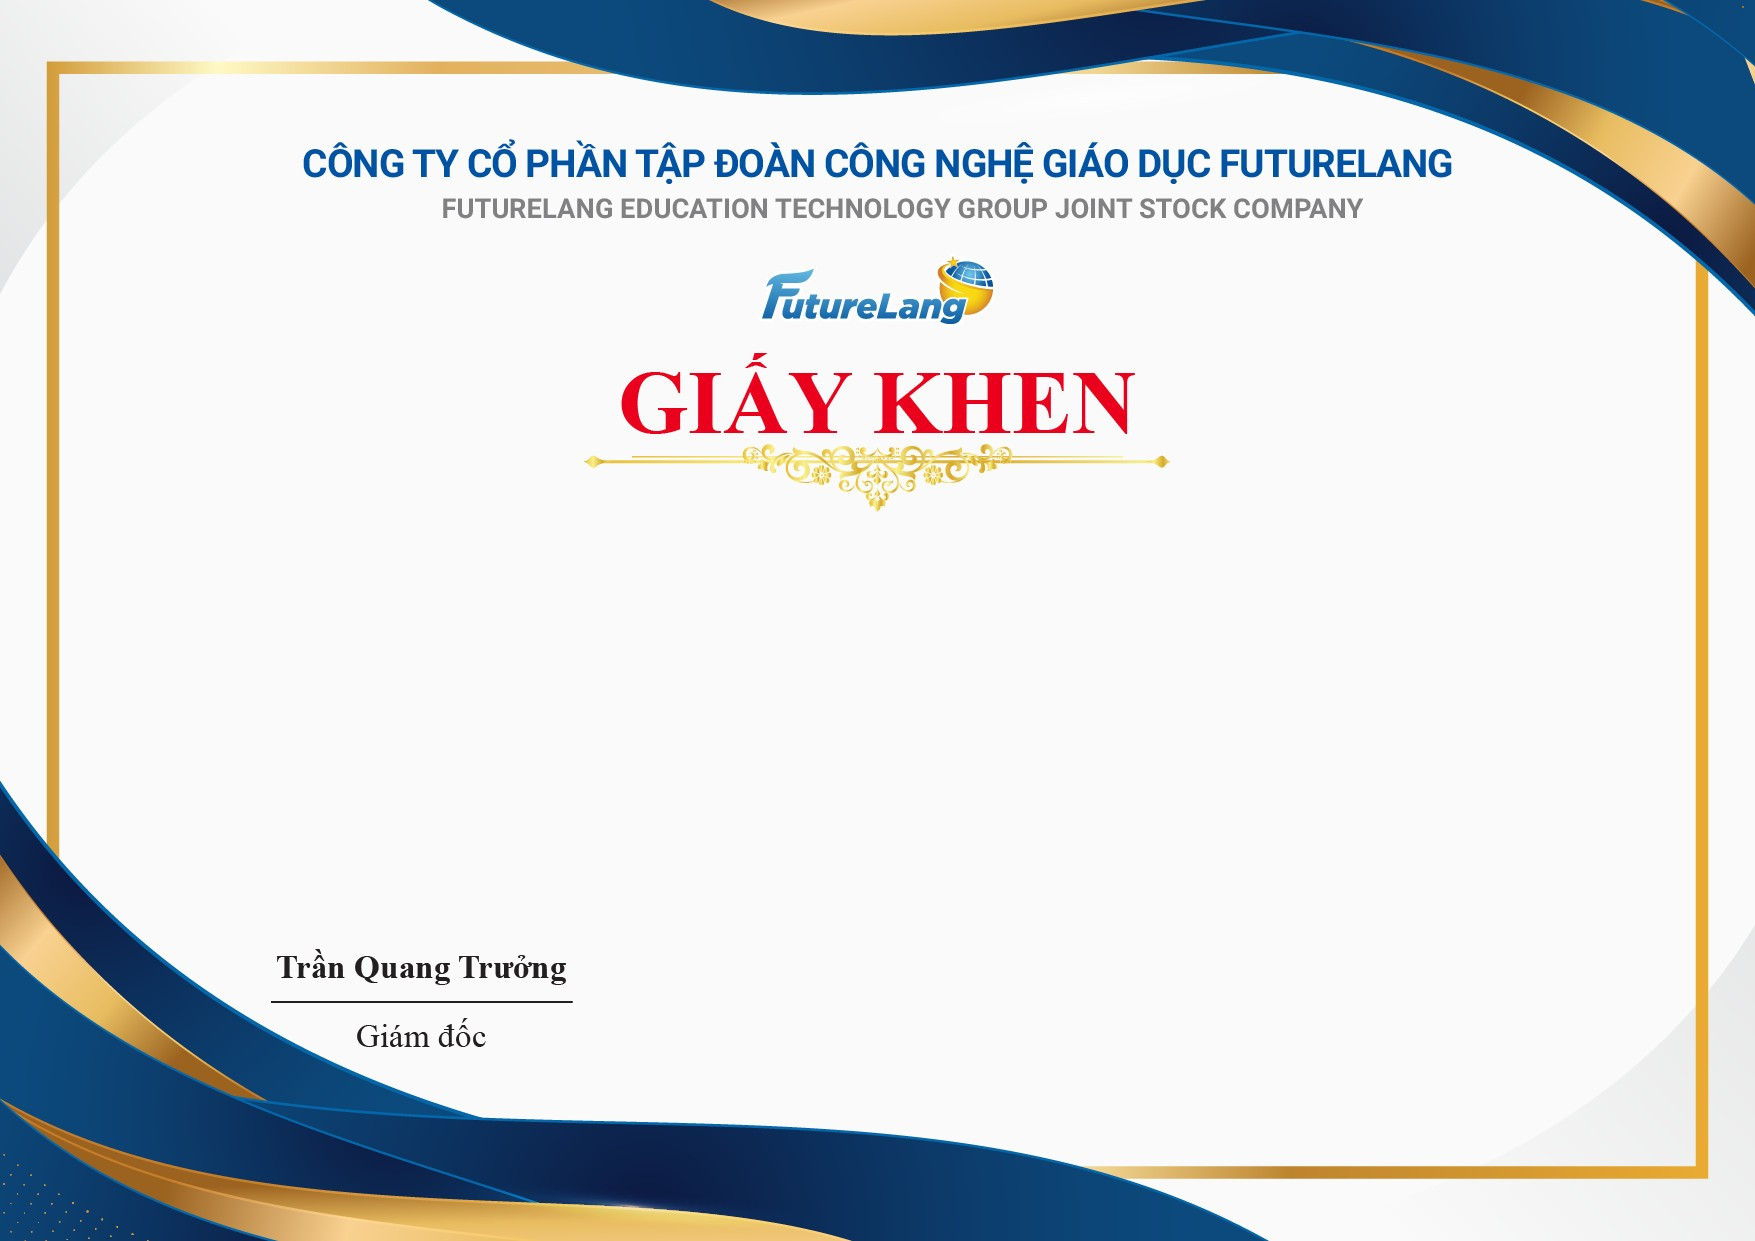 CÔNG TY CỔ PHẦN TẬP ĐOÀN CÔNG NGHỆ GIÁO DỤC FUTURELANG
FUTURELANG EDUCATION TECHNOLOGY GROUP JOINT STOCK COMPANY
FutureLang
GIẤY KHEN
Trần Quang Trưởng
Giám đốc